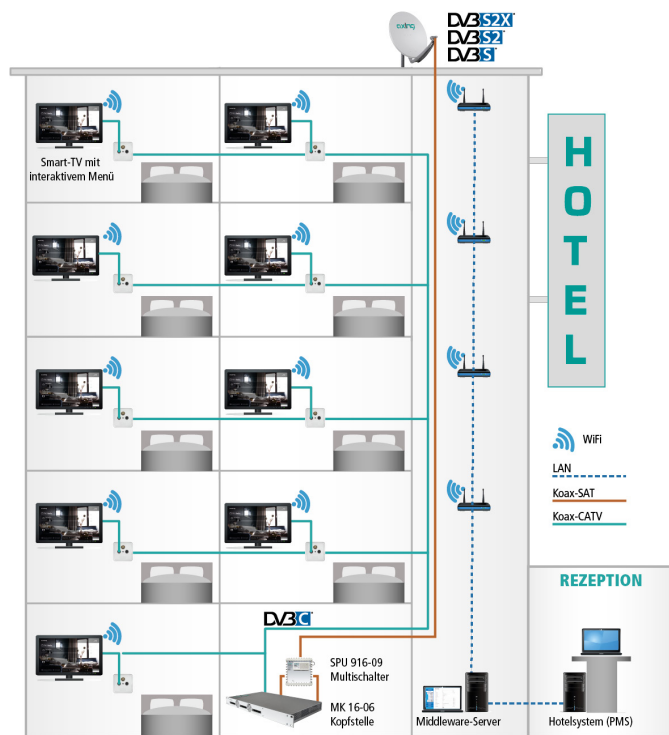 axing
DVB S2X
DVB S2
DVB S
Smart-TV mit
interaktivem Menü
HOTEL
WiFi
LAN
Koax-SAT
Koax-CATV
REZEPTION
DVB C
SPU 916-09
Multischalter
MK 16-06
Kopfstelle
Middleware-Server
Hotelsystem (PMS)